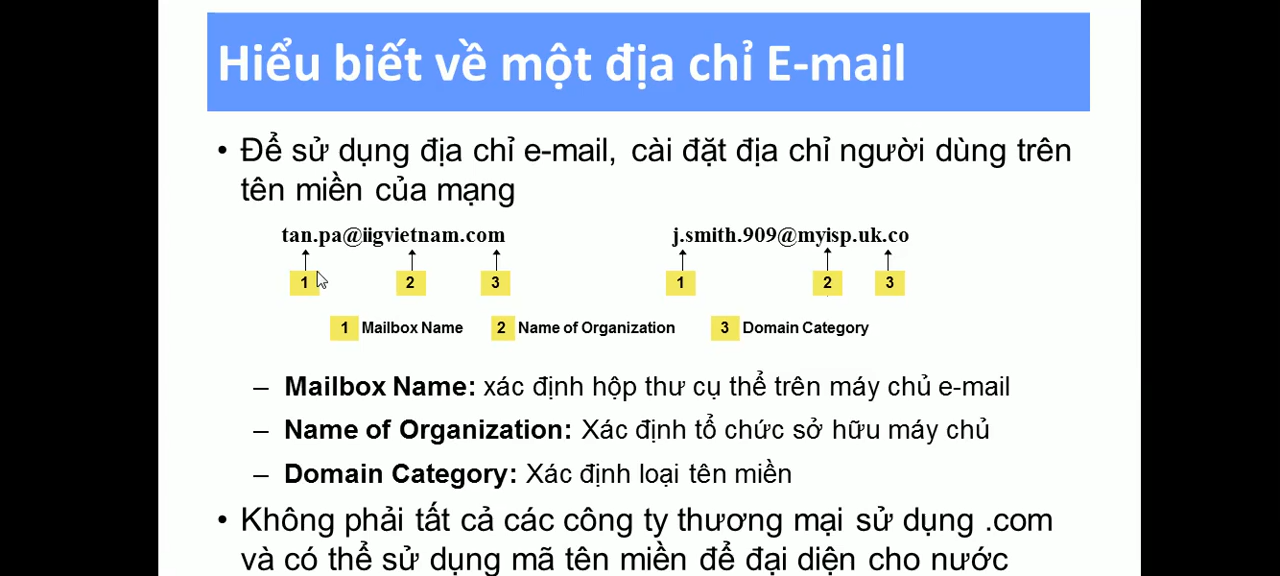 Hiểu biết về một địa chỉ E-mail
• Để sử dụng địa chỉ e-mail, cài đặt địa chỉ người dùng trên
tên miền của mạng
tan.pa@iigvietnam.com j.smith.909@myisp.uk.co
1 2 3 1 2 3
1 Mailbox Name 2 Name of Organization 3 Domain Category
– Mailbox Name: xác định hộp thư cụ thể trên máy chủ e-mail
– Name of Organization: Xác định tổ chức sở hữu máy chủ
– Domain Category: Xác định loại tên miền
• Không phải tất cả các công ty thương mại sử dụng .com
và có thể sử dụng mã tên miền để đại diện cho nước